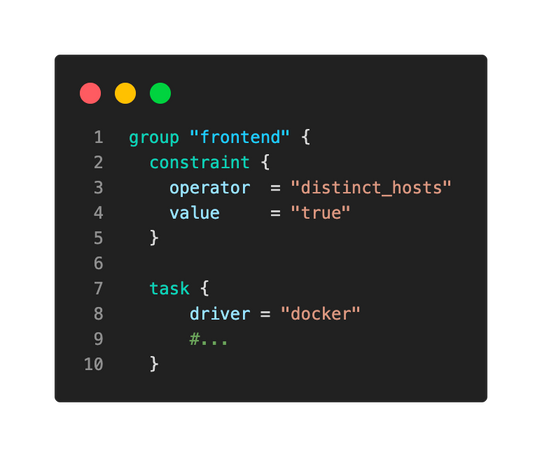 1 group "frontend" {
2   constraint {
3     operator  = "distinct_hosts"
4     value     = "true"
5   }
6
7   task {
8       driver = "docker"
9       #...
10   }